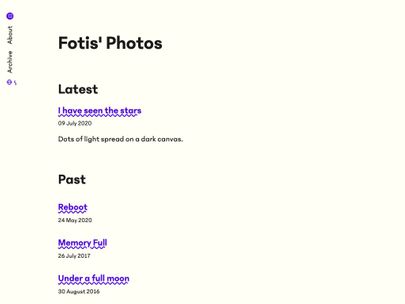 About
Archive
Fotis' Photos
Latest
I have seen the stars
09 July 2020
Dots of light spread on a dark canvas.
Past
Reboot
24 May 2020
Memory Full
26 July 2017
Under a full moon
30 August 2016